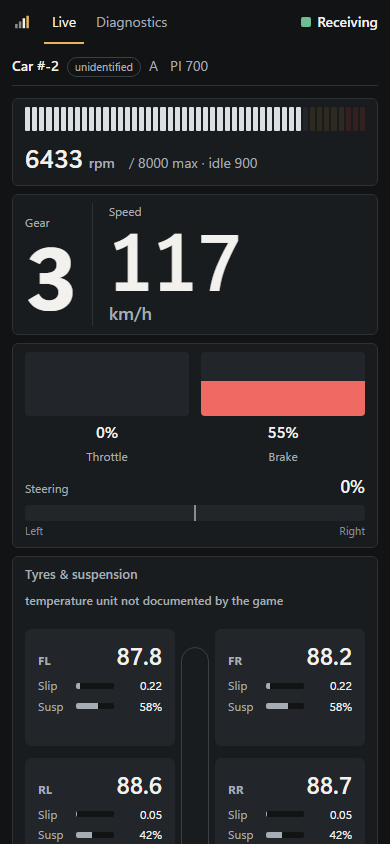 Live Diagnostics Receiving
Car #-2 unidentified A PI 700
6433 rpm / 8000 max · idle 900
Gear
3
Speed
117
km/h
0%
Throttle
55%
Brake
Steering 0%
Left Right
Tyres & suspension
temperature unit not documented by the game
FL 87.8
Slip 0.22
Susp 58%
FR 88.2
Slip 0.22
Susp 58%
RL 88.6
Slip 0.05
Susp 42%
RR 88.7
Slip 0.05
Susp 42%